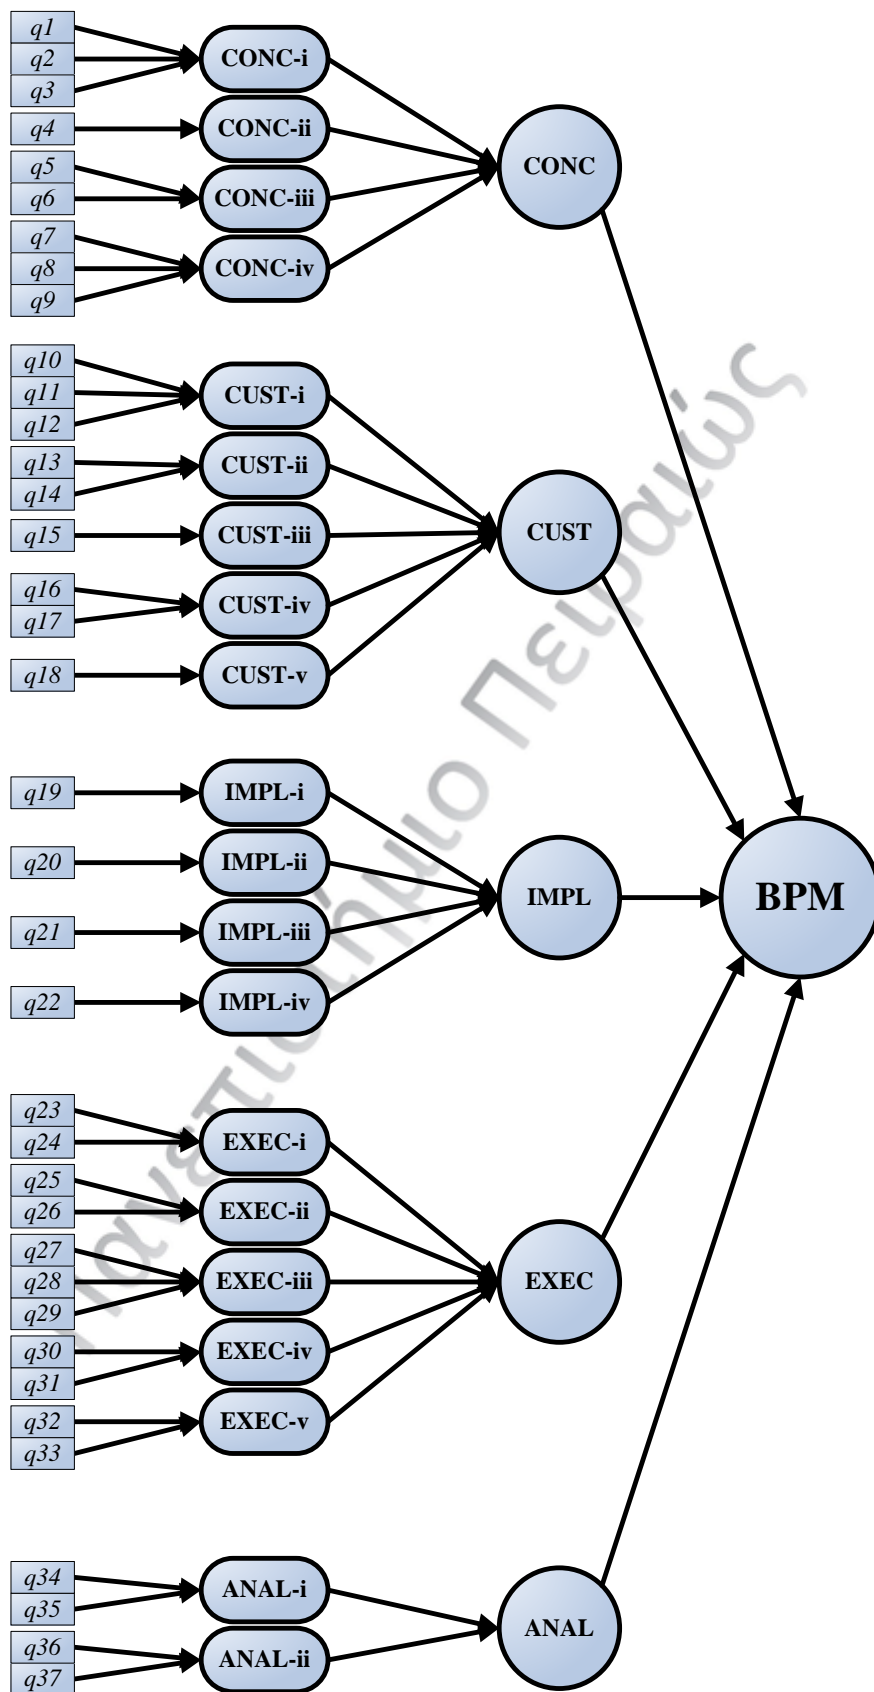 q1
q2
q3
q4
q5
q6
q7
q8
q9
CONC-i
CONC-ii
CONC-iii
CONC-iv
CONC
q10
q11
q12
q13
q14
q15
q16
q17
q18
CUST-i
CUST-ii
CUST-iii
CUST-iv
CUST-v
CUST
q19
q20
q21
q22
IMPL-i
IMPL-ii
IMPL-iii
IMPL-iv
IMPL
BPM
q23
q24
q25
q26
q27
q28
q29
q30
q31
q32
q33
EXEC-i
EXEC-ii
EXEC-iii
EXEC-iv
EXEC-v
EXEC
q34
q35
q36
q37
ANAL-i
ANAL-ii
ANAL
Πανεπιστήμιο Πειραιώς